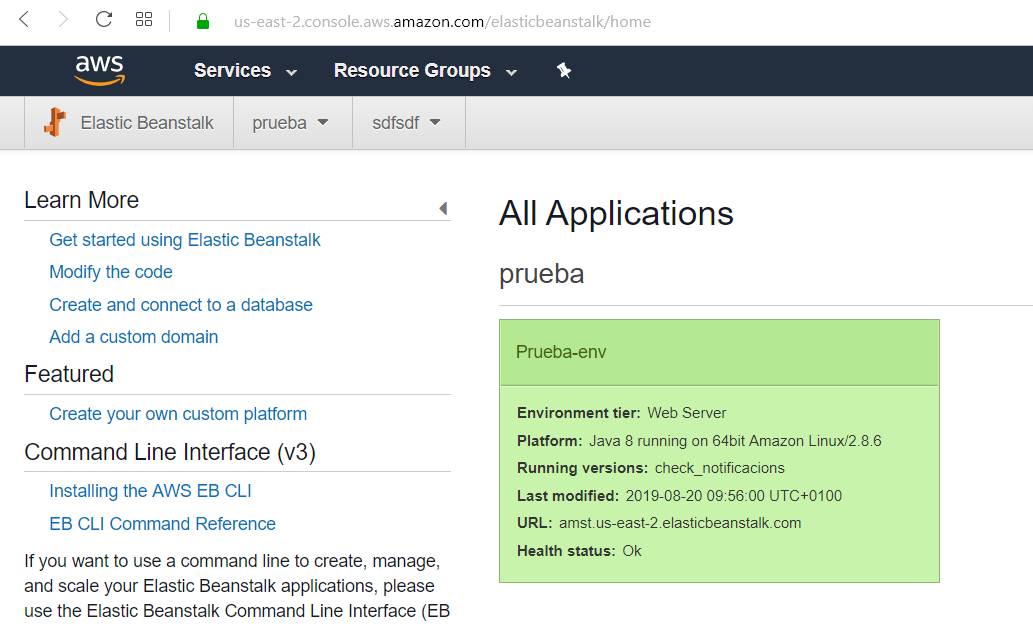 us-east-2.console.aws.amazon.com/elasticbeanstalk/home
aws
Services
Resource Groups
Elastic Beanstalk
prueba
sdfsdf
Learn More
Get started using Elastic Beanstalk
Modify the code
Create and connect to a database
Add a custom domain
Featured
Create your own custom platform
Command Line Interface (v3)
Installing the AWS EB CLI
EB CLI Command Reference
If you want to use a command line to create, manage,
and scale your Elastic Beanstalk applications, please
use the Elastic Beanstalk Command Line Interface (EB
All Applications
prueba
Prueba-env
Environment tier: Web Server
Platform: Java 8 running on 64bit Amazon Linux/2.8.6
Running versions: check_notificacions
Last modified: 2019-08-20 09:56:00 UTC+0100
URL: amst.us-east-2.elasticbeanstalk.com
Health status: Ok